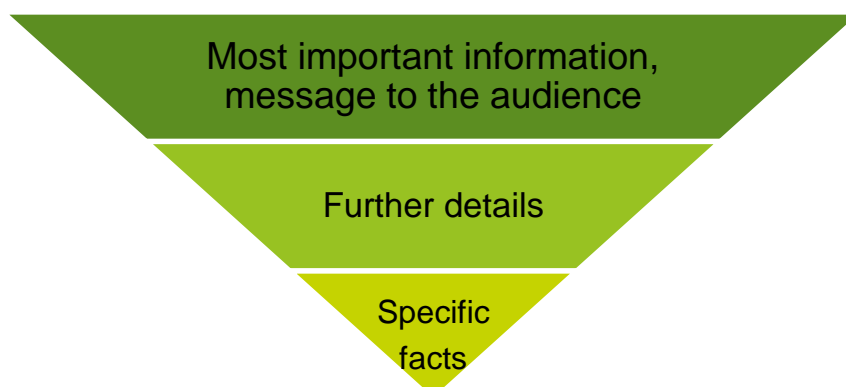 Most important information,
message to the audience
Further details
Specific
facts